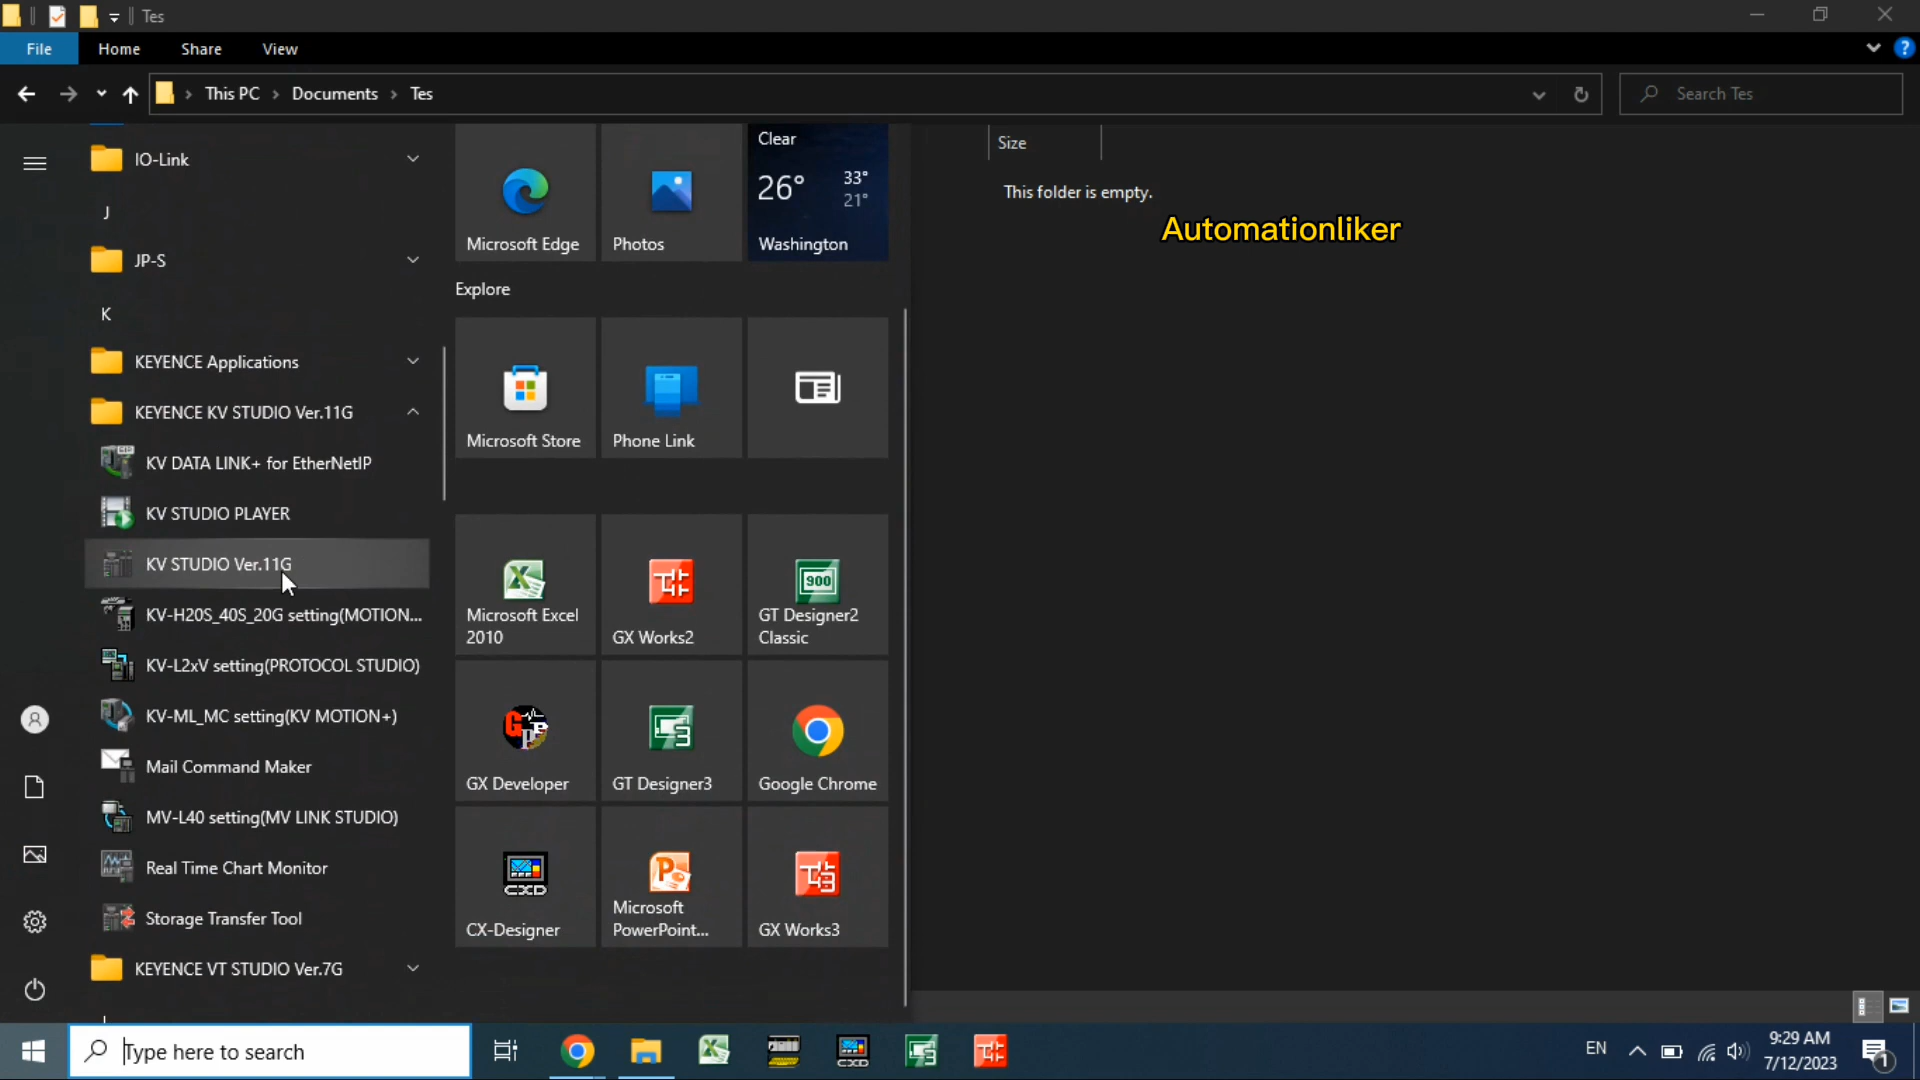 Tes
File
Home
Share
View
This PC
Documents
Tes
Search Tes
IO-Link
J
JP-S
K
KEYENCE Applications
KEYENCE KV STUDIO Ver.11G
KV DATA LINK+ for EtherNetIP
KV STUDIO PLAYER
KV STUDIO Ver.11G
KV-H20S_40S_20G setting(MOTION...
KV-L2xV setting(PROTOCOL STUDIO)
KV-ML_MC setting(KV MOTION+)
Mail Command Maker
MV-L40 setting(MV LINK STUDIO)
Real Time Chart Monitor
Storage Transfer Tool
KEYENCE VT STUDIO Ver.7G
Microsoft Edge
Photos
Clear
26°
33°
21°
Washington
Explore
Microsoft Store
Phone Link
Microsoft Excel
2010
GX Works2
900
GT Designer2
Classic
GX Developer
GT Designer3
Google Chrome
CXD
CX-Designer
Microsoft
PowerPoint...
GX Works3
Size
This folder is empty.
Automationliker
Type here to search
CXD
EN
9:29 AM
7/12/2023
1